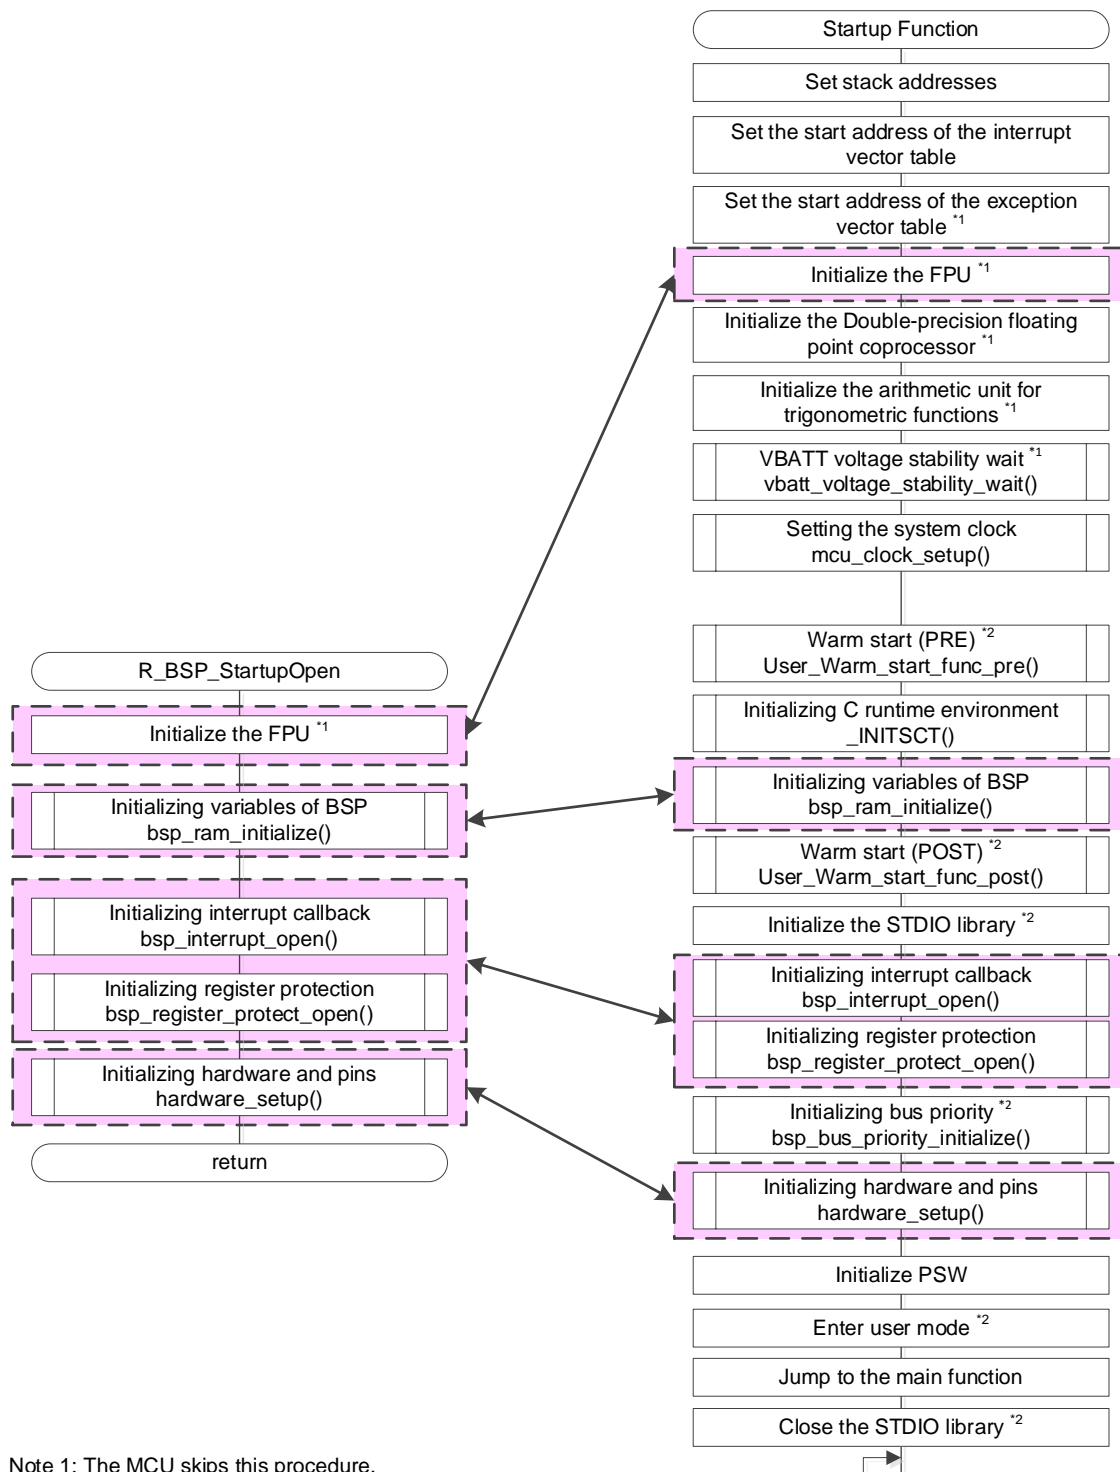 Startup Function
Set stack addresses
Set the start address of the interrupt
vector table
Set the start address of the exception
vector table *1
Initialize the FPU *1
Initialize the Double-precision floating
point coprocessor *1
Initialize the arithmetic unit for
trigonometric functions *1
VBATT voltage stability wait *1
vbatt_voltage_stability_wait()
Setting the system clock
mcu_clock_setup()
Warm start (PRE) *2
User_Warm_start_func_pre()
Initializing C runtime environment
_INITSCT()
Initializing variables of BSP
bsp_ram_initialize()
Warm start (POST) *2
User_Warm_start_func_post()
Initialize the STDIO library *2
Initializing interrupt callback
bsp_interrupt_open()
Initializing register protection
bsp_register_protect_open()
Initializing bus priority *2
bsp_bus_priority_initialize()
Initializing hardware and pins
hardware_setup()
Initialize PSW
Enter user mode *2
Jump to the main function
Close the STDIO library *2
R_BSP_StartupOpen
Initialize the FPU *1
Initializing variables of BSP
bsp_ram_initialize()
Initializing interrupt callback
bsp_interrupt_open()
Initializing register protection
bsp_register_protect_open()
Initializing hardware and pins
hardware_setup()
return
Note 1: The MCU skips this procedure.